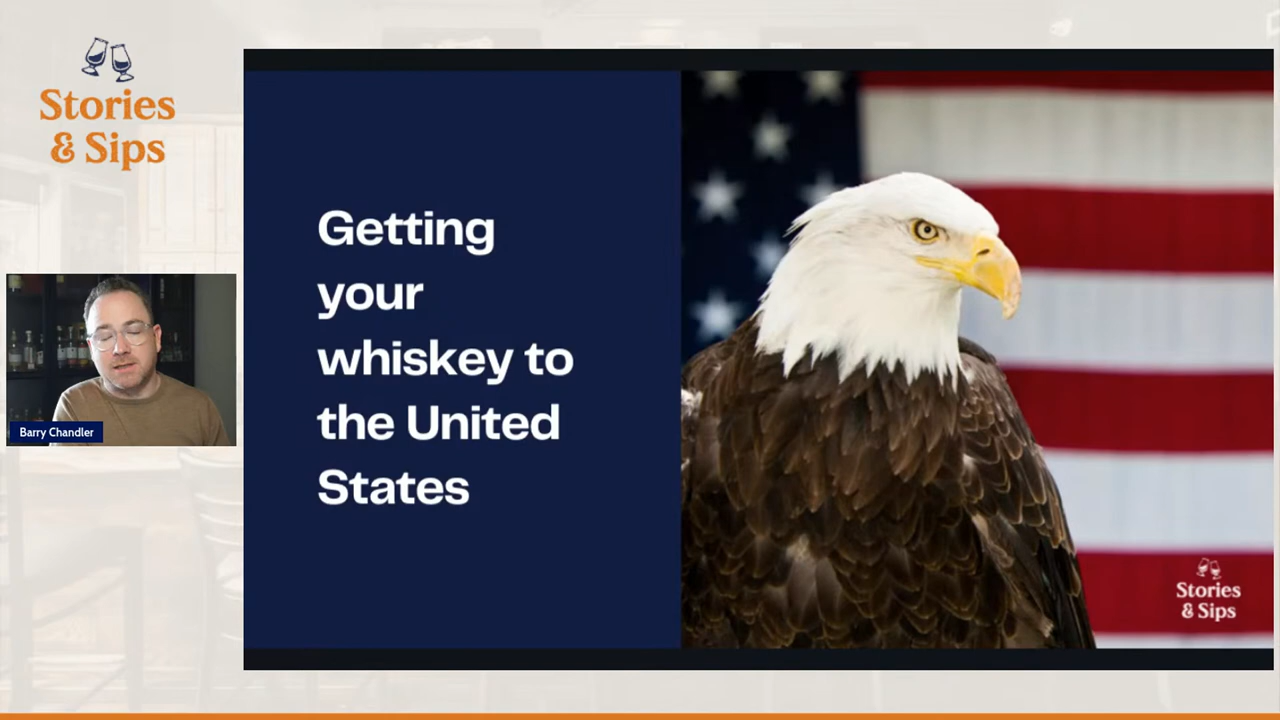 Stories
& Sips
Getting
your
whiskey to
the United
States
Barry Chandler
Stories
& Sips